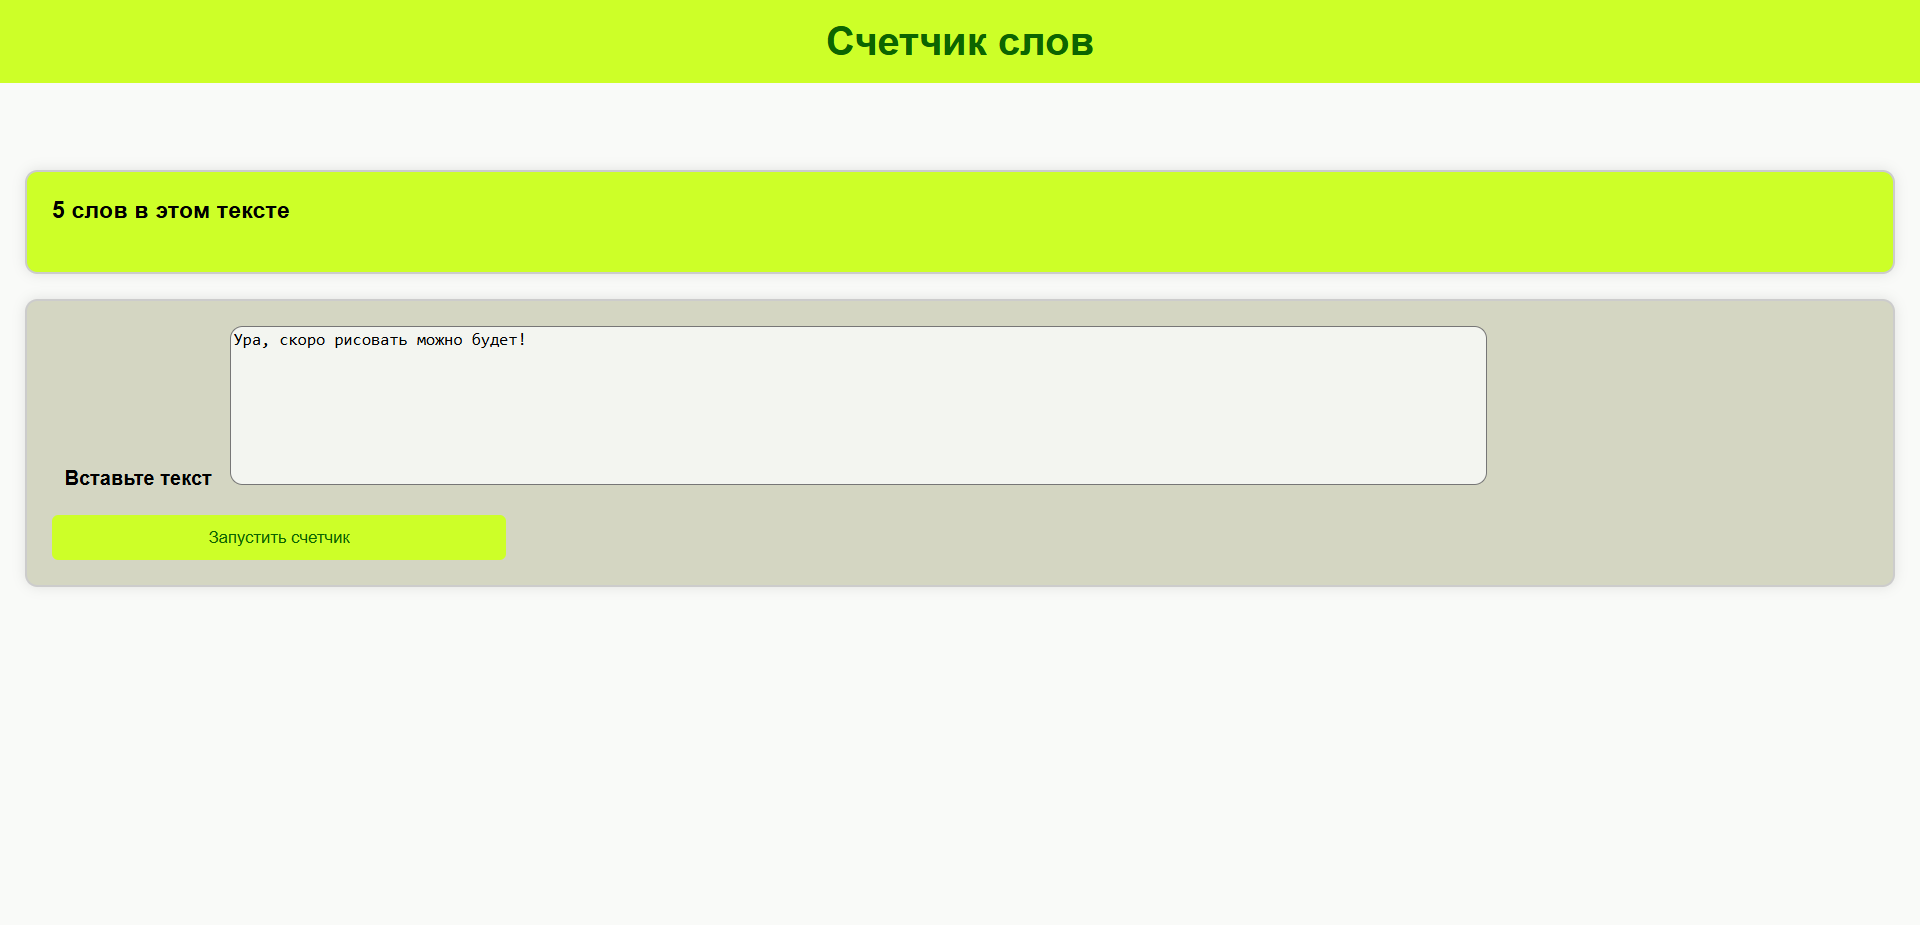 Счетчик слов
5 слов в этом тексте
Ура, скоро рисовать можно будет!
Вставьте текст
Запустить счетчик